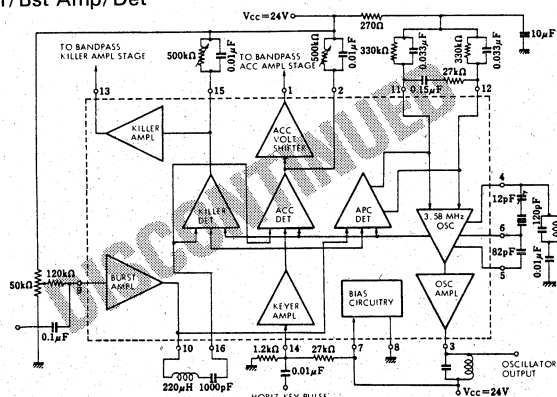 /Bst Amp/Det
Vcc=24V
270Ω
10μF
TO BANDPASS
KILLER AMPL STAGE
500kΩ
0.01μF
TO BANDPASS
ACC AMPL STAGE
500kΩ
0.01μF
330kΩ
0.033μF
330kΩ
0.033μF
27kΩ
0.15μF
13
15
1
2
11
12
KILLER
AMPL
ACC
VOLT
SHIFTER
DISCONTINUED
KILLER
DET
ACC
DET
APC
DET
3.58 MHz
OSC
4
6
5
12pF
82pF
120pF
0.01μF
50kΩ
120kΩ
9
BURST
AMPL
KEYER
AMPL
BIAS
CIRCUITRY
OSC
AMPL
0.1μF
10
16
14
7
8
3
1.2kΩ
27kΩ
220μH
1000pF
0.01μF
OSCILLATOR
OUTPUT
HORIZ KEY PULSE
Vcc=24V